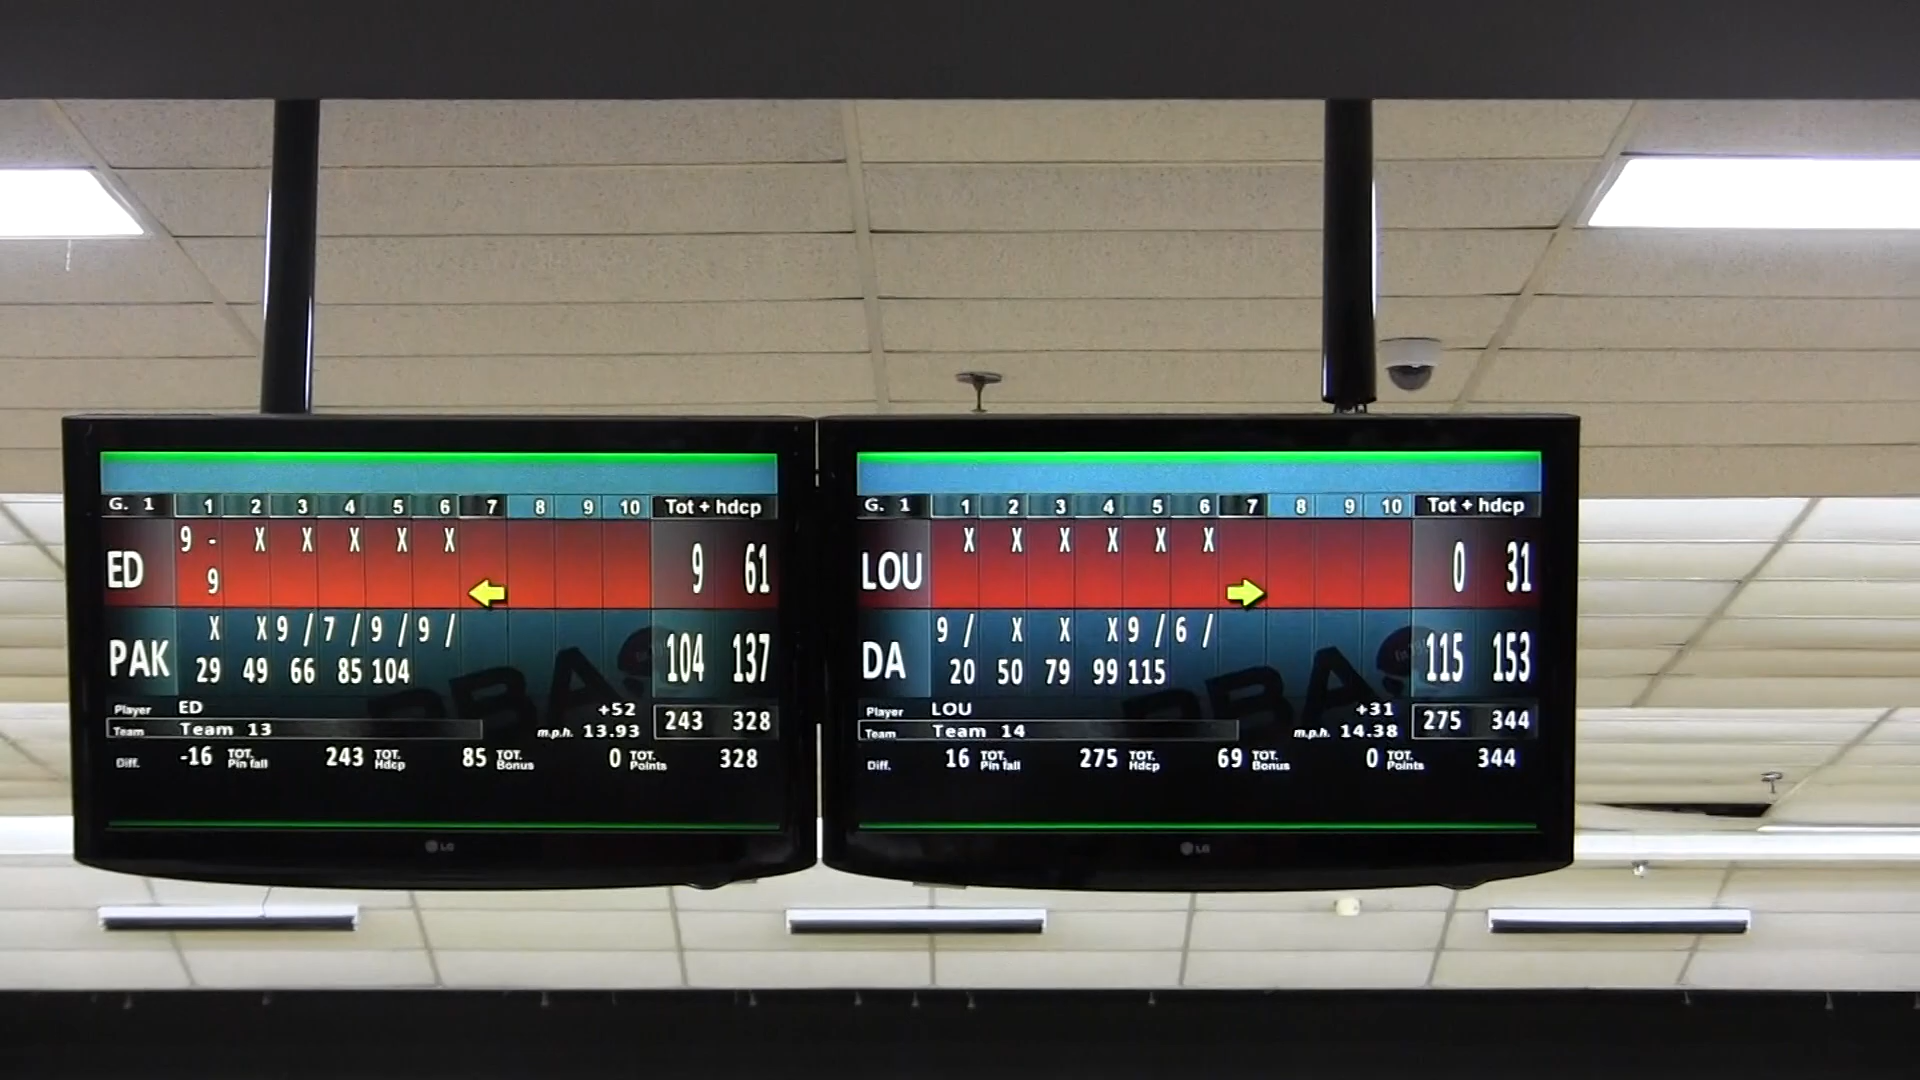 G. 1 1 2 3 4 5 6 7 8 9 10 Tot + hdcp
ED 9 - X X X X X 9 61
9
PAK X X 9 / 7 / 9 / 9 / 104 137
29 49 66 85 104
PBA
Player ED +52
Team Team 13 m.p.h. 13.93 243 328
Diff. -16 TOT. Pin fall 243 TOT. Hdcp 85 TOT. Bonus 0 TOT. Points 328
LG
G. 1 1 2 3 4 5 6 7 8 9 10 Tot + hdcp
LOU X X X X X X 0 31
DA 9 / X X X 9 / 6 / 115 153
20 50 79 99 115
PBA
Player LOU +31
Team Team 14 m.p.h. 14.38 275 344
Diff. 16 TOT. Pin fall 275 TOT. Hdcp 69 TOT. Bonus 0 TOT. Points 344
LG